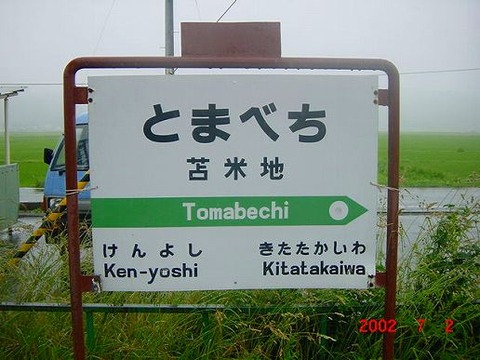 とまべち
苫米地
Tomabechi
けんよし きたたかいわ
Ken-yoshi Kitatakaiwa
2002 7 2